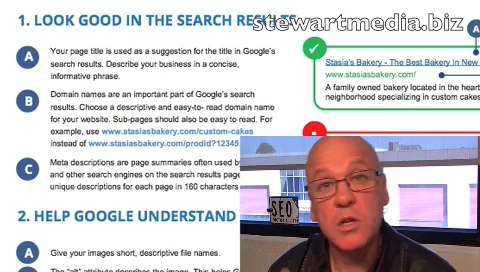 stewartmedia.biz
1. LOOK GOOD IN THE SEARCH RESULTS
A
Your page title is used as a suggestion for the title in Google's
search results. Describe your business in a concise,
informative phrase.
B
Domain names are an important part of Google's search
results. Choose a descriptive and easy-to- read domain name
for your website. Sub-pages should also be easy to read. For
example, use www.stasiasbakery.com/custom-cakes
instead of www.stasiasbakery.com/prodid?12345.
C
Meta descriptions are page summaries often used by
and other search engines on the search results page
unique descriptions for each page in 160 characters
2. HELP GOOGLE UNDERSTAND
A
Give your images short, descriptive file names.
The "alt" attribute describes the image. This helps G
A
Stasia's Bakery - The Best Bakery In New
www.stasiasbakery.com/
A family owned bakery located in the heart
neighborhood specializing in custom cakes
SEO